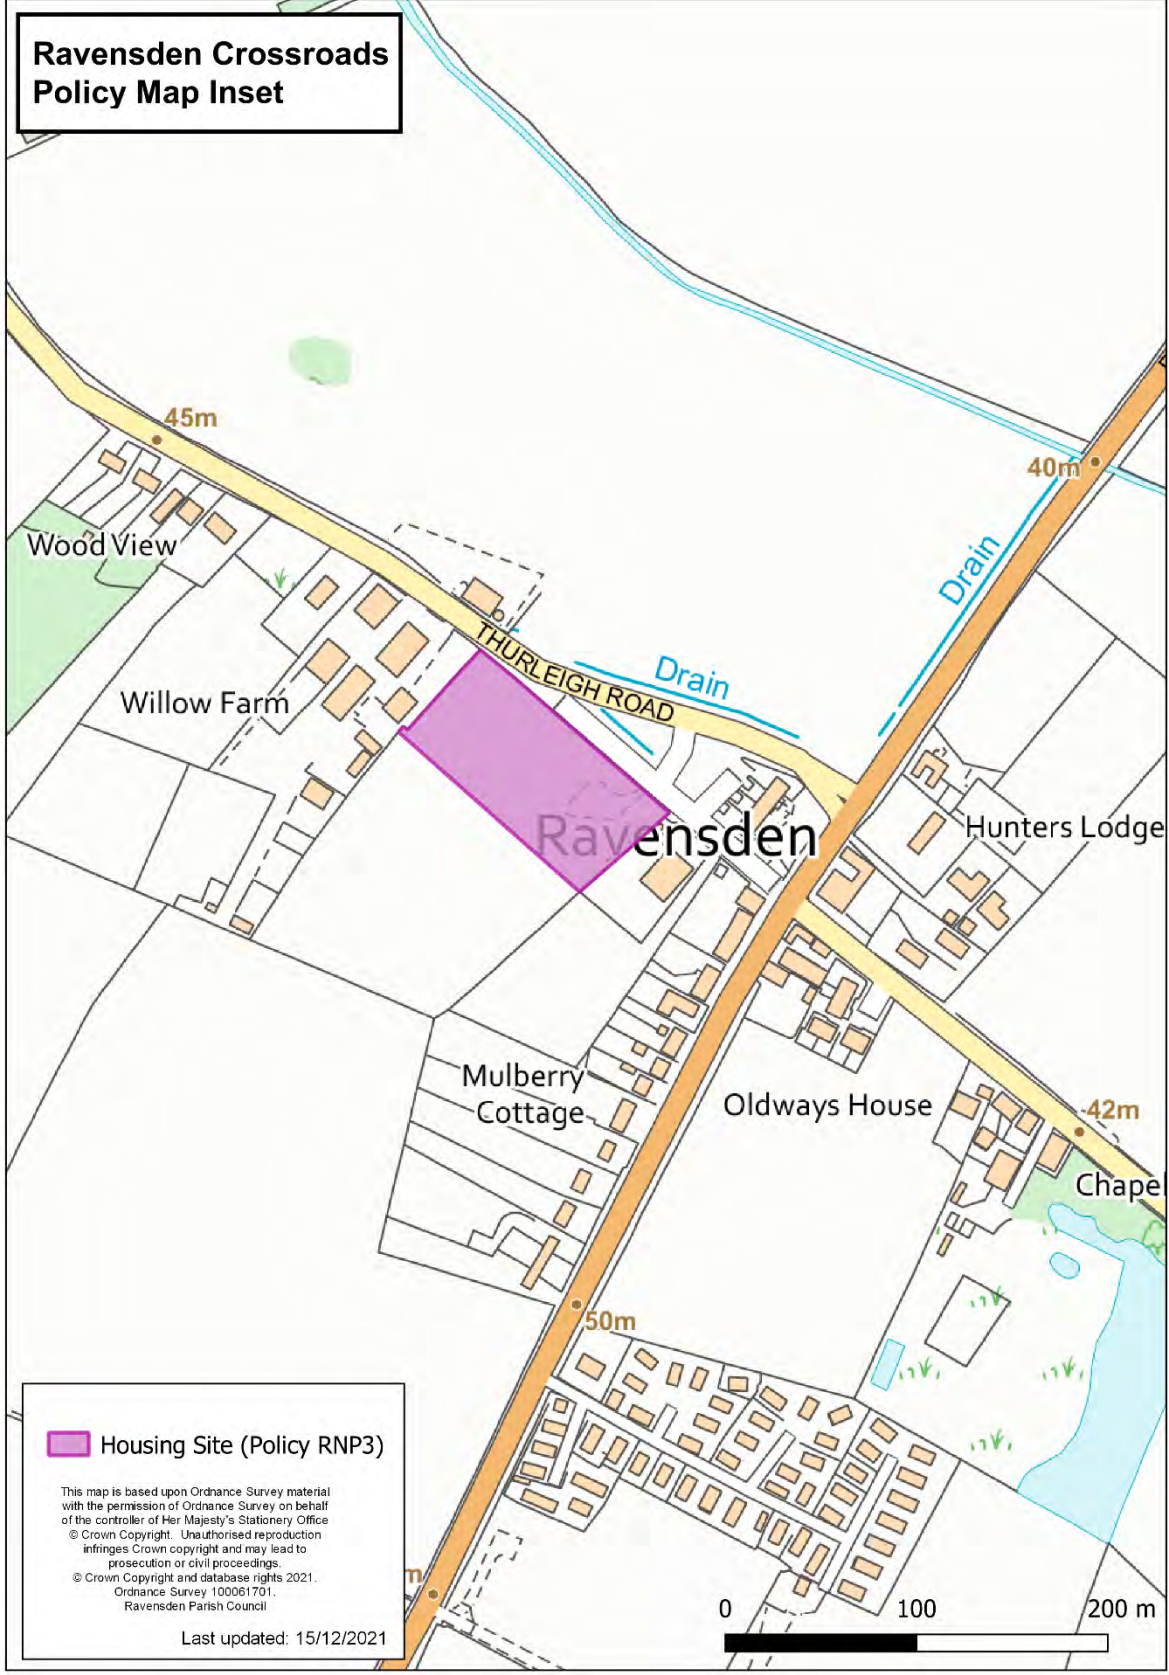 Ravensden Crossroads
Policy Map Inset
45m
40m
Wood View
Drain
THURLEIGH ROAD
Drain
Willow Farm
Ravensden
Hunters Lodge
Mulberry
Cottage
Oldways House
42m
Chapel
50m
Housing Site (Policy RNP3)
This map is based upon Ordnance Survey material
with the permission of Ordnance Survey on behalf
of the controller of Her Majesty's Stationery Office
© Crown Copyright. Unauthorised reproduction
infringes Crown copyright and may lead to
prosecution or civil proceedings.
© Crown Copyright and database rights 2021.
Ordnance Survey 100061701.
Ravensden Parish Council
Last updated: 15/12/2021
m
0 100 200 m